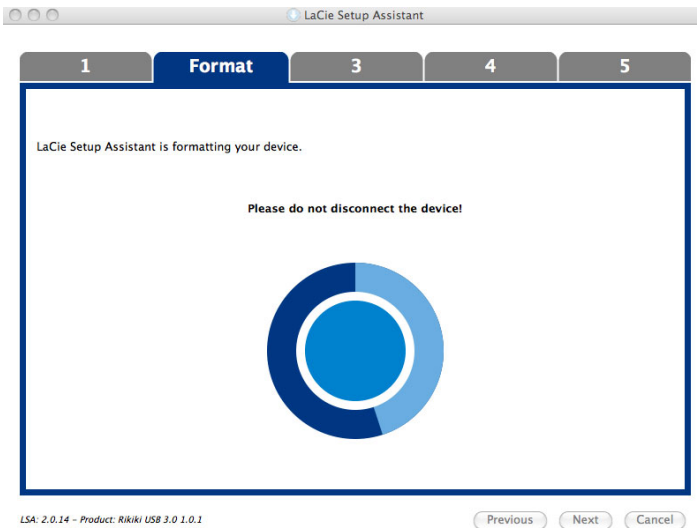 LaCie Setup Assistant
1 Format 3 4 5
LaCie Setup Assistant is formatting your device.
Please do not disconnect the device!
LSA: 2.0.14 – Product: Rikiki USB 3.0 1.0.1
Previous Next Cancel